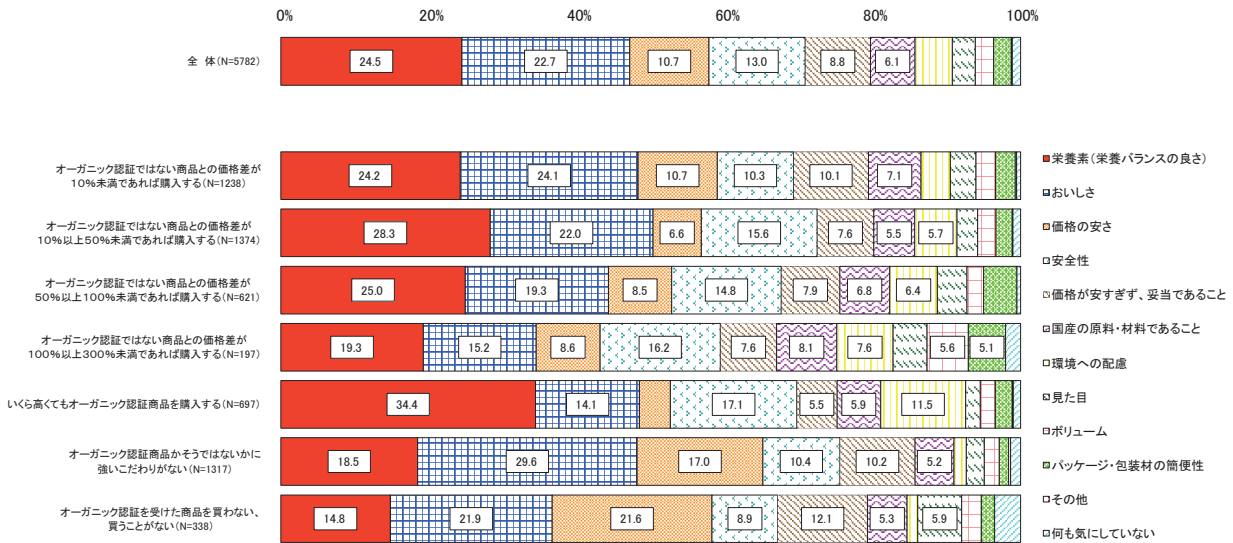 0% 20% 40% 60% 80% 100%
全 体(N=5782)
24.5 22.7 10.7 13.0 8.8 6.1
オーガニック認証ではない商品との価格差が
10%未満であれば購入する(N=1238)
24.2 24.1 10.7 10.3 10.1 7.1
オーガニック認証ではない商品との価格差が
10%以上50%未満であれば購入する(N=1374)
28.3 22.0 6.6 15.6 7.6 5.5 5.7
オーガニック認証ではない商品との価格差が
50%以上100%未満であれば購入する(N=621)
25.0 19.3 8.5 14.8 7.9 6.8 6.4
オーガニック認証ではない商品との価格差が
100%以上300%未満であれば購入する(N=197)
19.3 15.2 8.6 16.2 7.6 8.1 7.6 5.6 5.1
いくら高くてもオーガニック認証商品を購入する(N=697)
34.4 14.1 17.1 5.5 5.9 11.5
オーガニック認証商品かそうではないかに
強いこだわりがない(N=1317)
18.5 29.6 17.0 10.4 10.2 5.2
オーガニック認証を受けた商品を買わない、
買うことがない(N=338)
14.8 21.9 21.6 8.9 12.1 5.3 5.9
栄養素(栄養バランスの良さ)
おいしさ
価格の安さ
安全性
価格が安すぎず、妥当であること
国産の原料・材料であること
環境への配慮
見た目
ボリューム
パッケージ・包装材の簡便性
その他
何も気にしていない